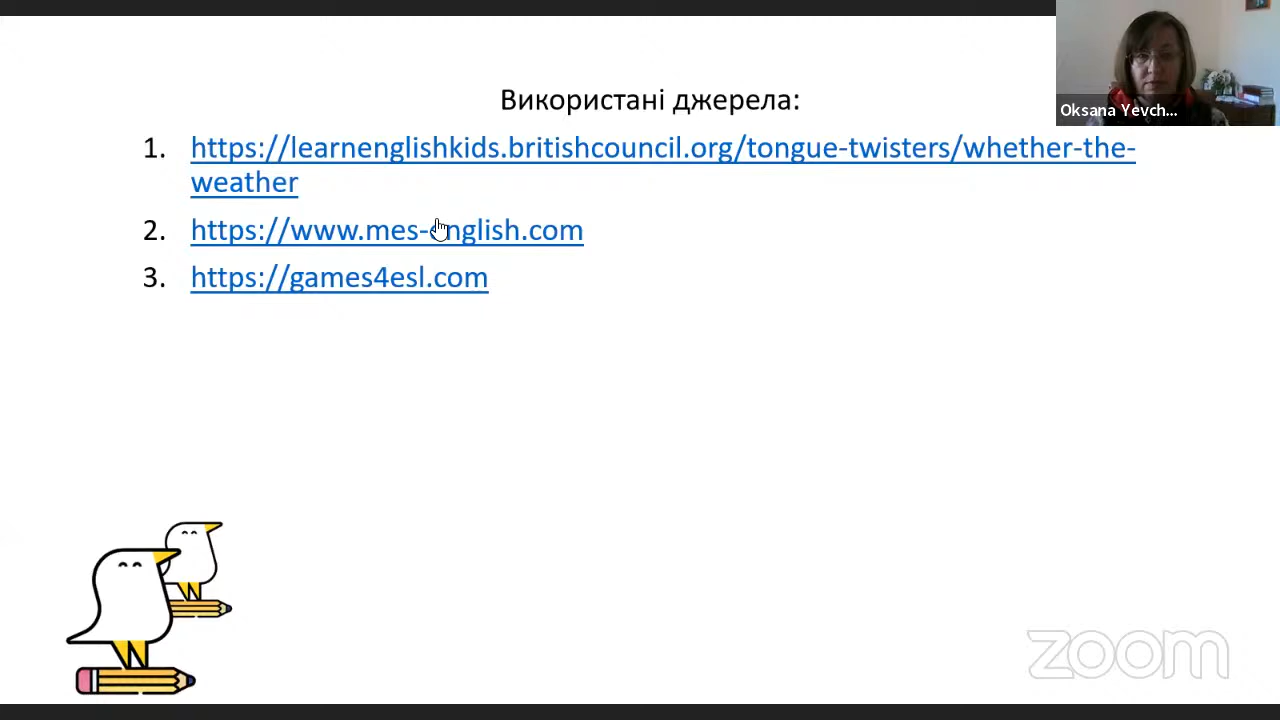 Використані джерела:
Oksana Yevch...
1. https://learnenglishkids.britishcouncil.org/tongue-twisters/whether-the-
weather
2. https://www.mes-english.com
3. https://games4esl.com
zoom